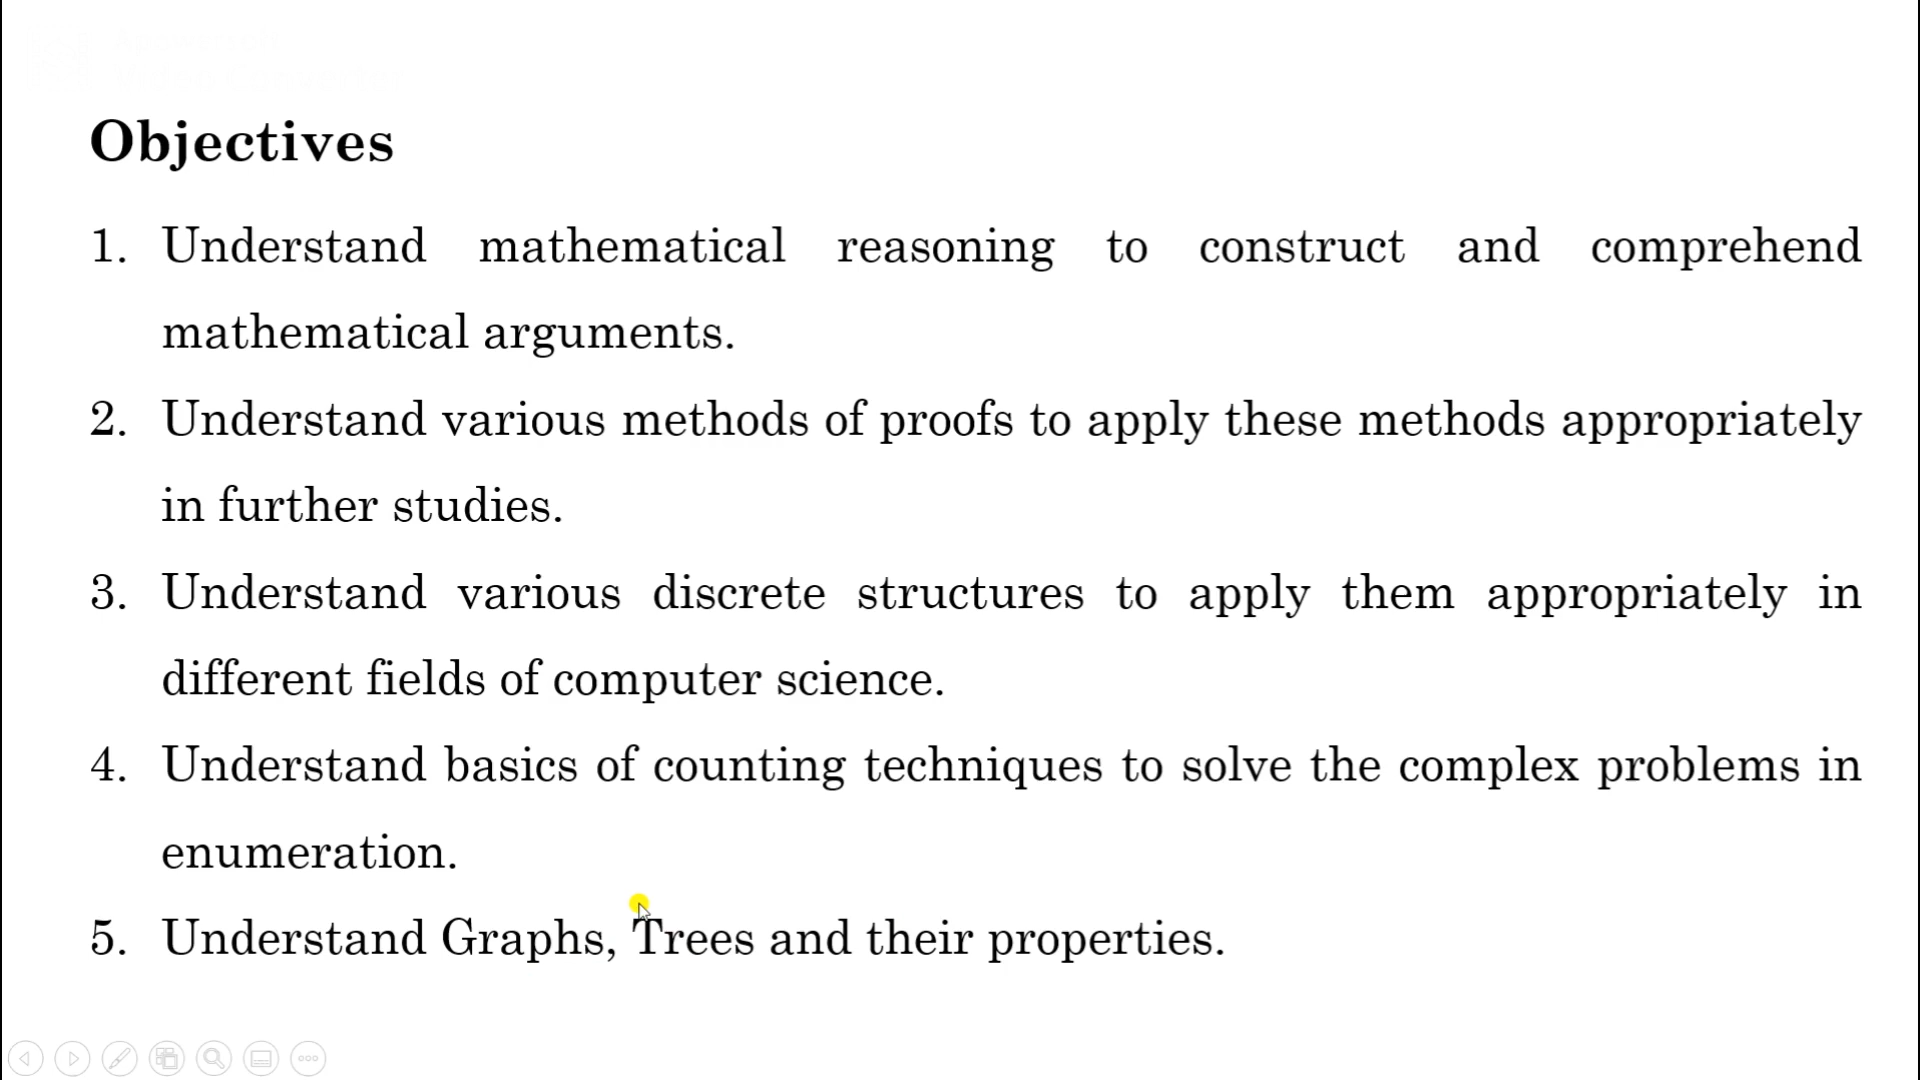 Objectives
1. Understand mathematical reasoning to construct and comprehend
mathematical arguments.
2. Understand various methods of proofs to apply these methods appropriately
in further studies.
3. Understand various discrete structures to apply them appropriately in
different fields of computer science.
4. Understand basics of counting techniques to solve the complex problems in
enumeration.
5. Understand Graphs, Trees and their properties.